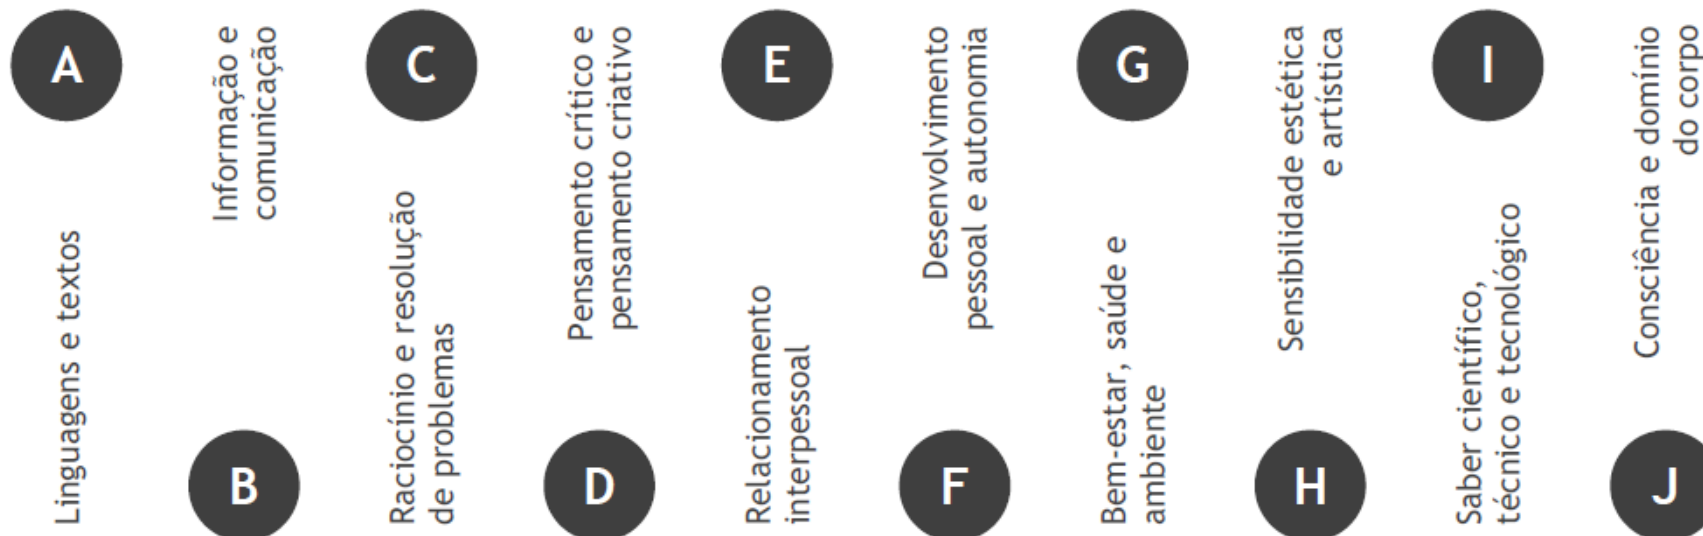 A
Linguagens e textos
Informação e
comunicação
B
C
Raciocínio e resolução
de problemas
Pensamento crítico e
pensamento criativo
D
E
Relacionamento
interpessoal
Desenvolvimento
pessoal e autonomia
F
G
Bem-estar, saúde e
ambiente
Sensibilidade estética
e artística
H
I
Saber científico,
técnico e tecnológico
Consciência e domínio
do corpo
J